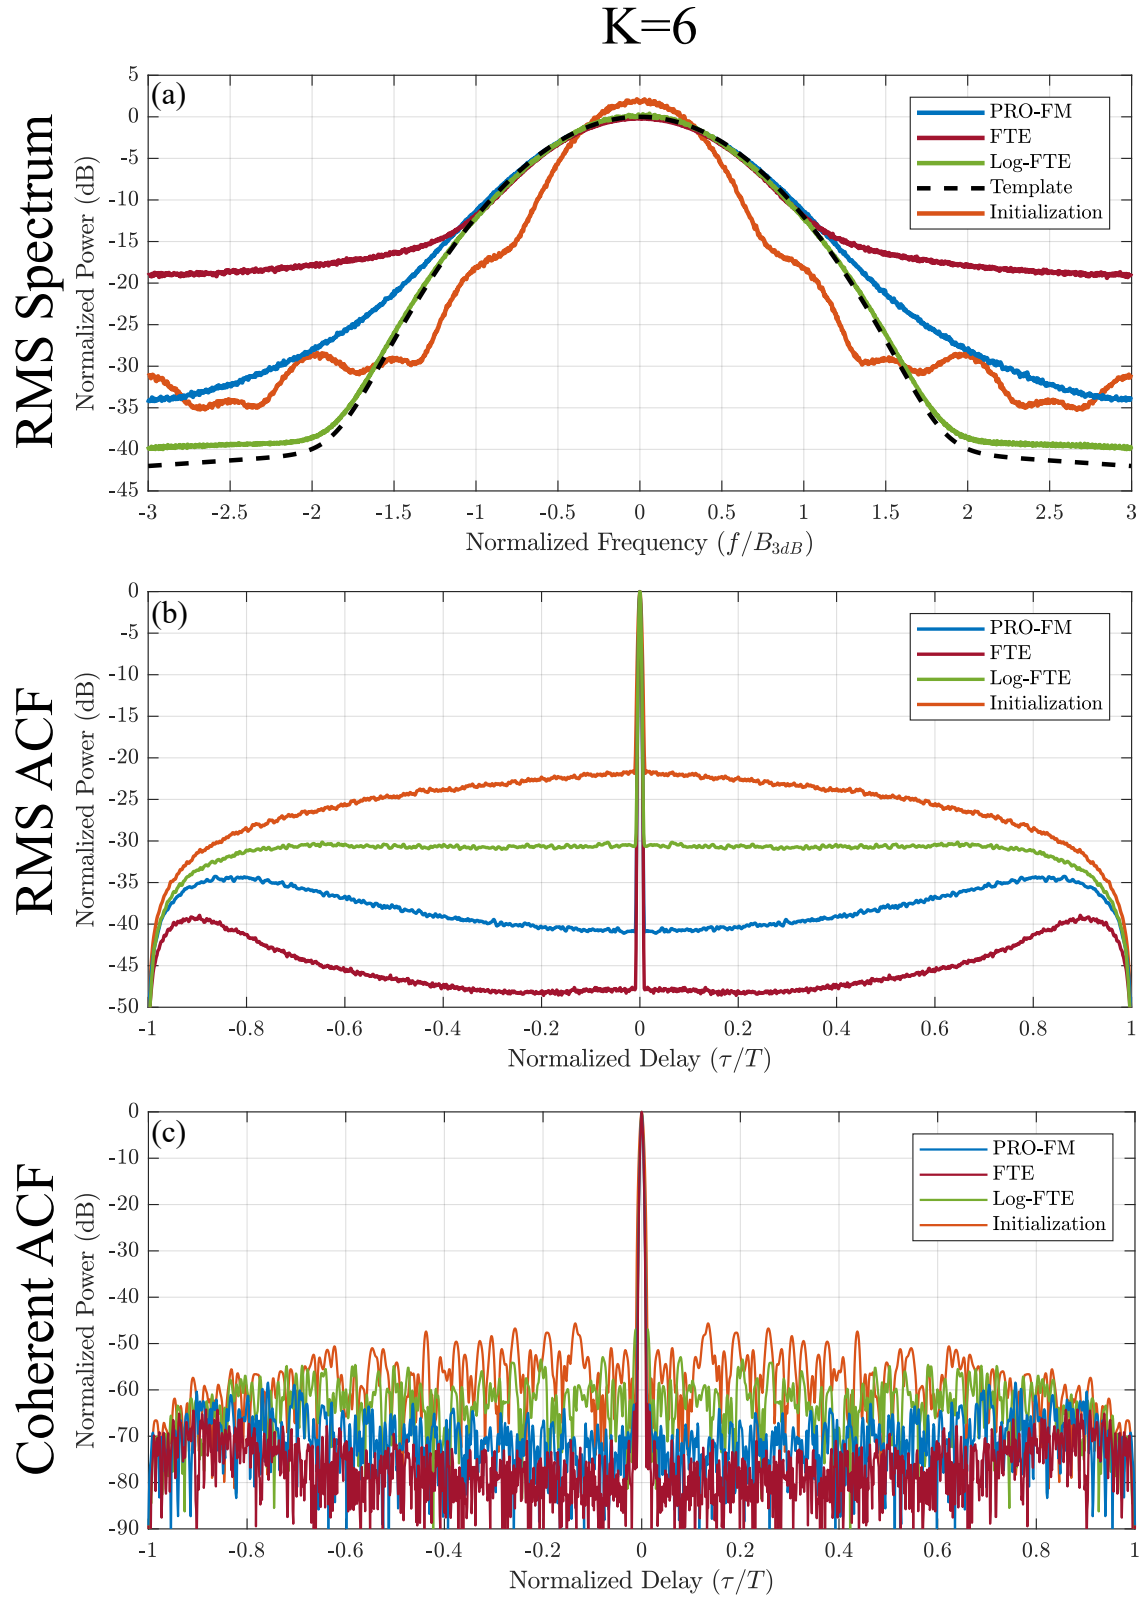 K=6
RMS Spectrum
(a)
Normalized Power (dB)
5
0
-5
-10
-15
-20
-25
-30
-35
-40
-45
PRO-FM
FTE
Log-FTE
Template
Initialization
-3 -2.5 -2 -1.5 -1 -0.5 0 0.5 1 1.5 2 2.5 3
Normalized Frequency (f/B3dB)
RMS ACF
(b)
Normalized Power (dB)
0
-5
-10
-15
-20
-25
-30
-35
-40
-45
-50
PRO-FM
FTE
Log-FTE
Initialization
-1 -0.8 -0.6 -0.4 -0.2 0 0.2 0.4 0.6 0.8 1
Normalized Delay (τ/T)
Coherent ACF
(c)
Normalized Power (dB)
0
-10
-20
-30
-40
-50
-60
-70
-80
-90
PRO-FM
FTE
Log-FTE
Initialization
-1 -0.8 -0.6 -0.4 -0.2 0 0.2 0.4 0.6 0.8 1
Normalized Delay (τ/T)